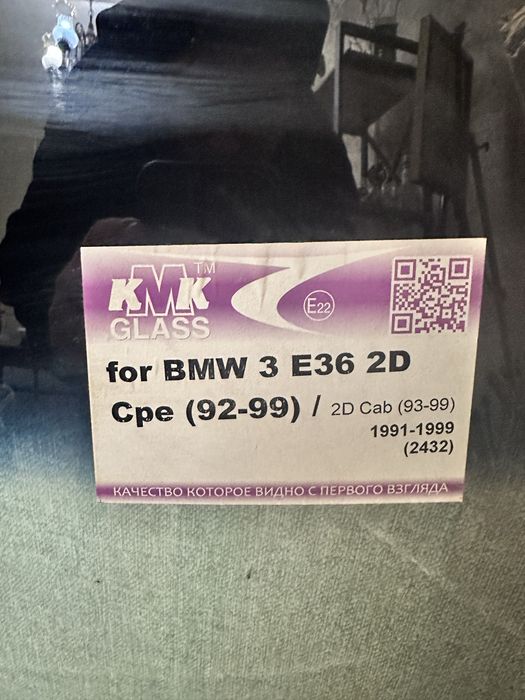 KMK™
GLASS
E22
for BMW 3 E36 2D
Cpe (92-99) / 2D Cab (93-99)
1991-1999
(2432)
КАЧЕСТВО КОТОРОЕ ВИДНО С ПЕРВОГО ВЗГЛЯДА